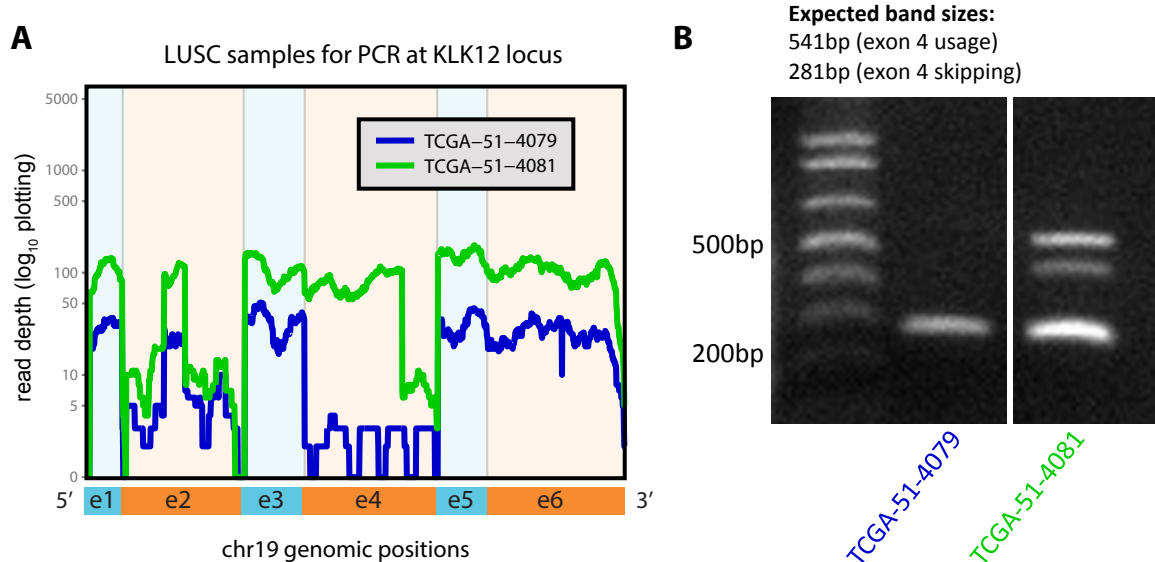 A
LUSC samples for PCR at KLK12 locus
read depth (log10 plotting)
5000
1000
500
100
50
10
5
0
TCGA−51−4079
TCGA−51−4081
5’ e1 e2 e3 e4 e5 e6 3’
chr19 genomic positions
B
Expected band sizes:
541bp (exon 4 usage)
281bp (exon 4 skipping)
500bp
200bp
TCGA-51-4079
TCGA-51-4081